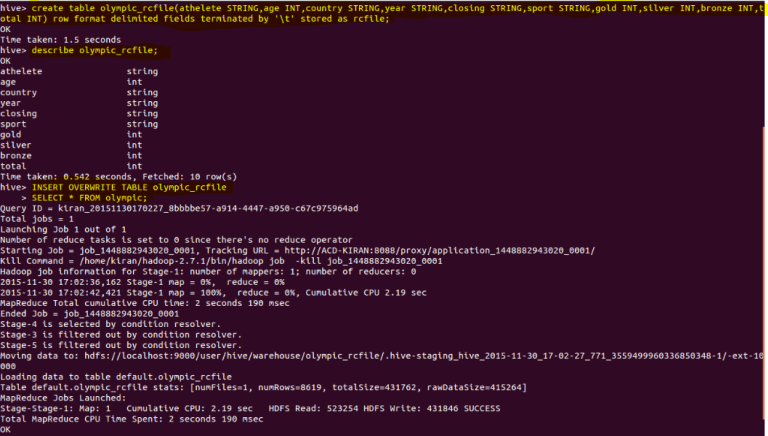 hive> create table olympic_rcfile(athelete STRING,age INT,country STRING,year STRING,closing STRING,sport STRING,gold INT,silver INT,bronze INT,t
otal INT) row format delimited fields terminated by '\t' stored as rcfile;
OK
Time taken: 1.5 seconds
hive> describe olympic_rcfile;
OK
athelete string
age int
country string
year string
closing string
sport string
gold int
silver int
bronze int
total int
Time taken: 0.542 seconds, Fetched: 10 row(s)
hive> INSERT OVERWRITE TABLE olympic_rcfile
> SELECT * FROM olympic;
Query ID = kiran_20151130170227_8bbbbe57-a914-4447-a950-c67c975964ad
Total jobs = 1
Launching Job 1 out of 1
Number of reduce tasks is set to 0 since there's no reduce operator
Starting Job = job_1448882943020_0001, Tracking URL = http://ACD-KIRAN:8088/proxy/application_1448882943020_0001/
Kill Command = /home/kiran/hadoop-2.7.1/bin/hadoop job  -kill job_1448882943020_0001
Hadoop job information for Stage-1: number of mappers: 1; number of reducers: 0
2015-11-30 17:02:36,162 Stage-1 map = 0%,  reduce = 0%
2015-11-30 17:02:42,421 Stage-1 map = 100%,  reduce = 0%, Cumulative CPU 2.19 sec
MapReduce Total cumulative CPU time: 2 seconds 190 msec
Ended Job = job_1448882943020_0001
Stage-4 is selected by condition resolver.
Stage-3 is filtered out by condition resolver.
Stage-5 is filtered out by condition resolver.
Moving data to: hdfs://localhost:9000/user/hive/warehouse/olympic_rcfile/.hive-staging_hive_2015-11-30_17-02-27_771_3559499960336850348-1/-ext-10
000
Loading data to table default.olympic_rcfile
Table default.olympic_rcfile stats: [numFiles=1, numRows=8619, totalSize=431762, rawDataSize=415264]
MapReduce Jobs Launched:
Stage-Stage-1: Map: 1   Cumulative CPU: 2.19 sec   HDFS Read: 523254 HDFS Write: 431846 SUCCESS
Total MapReduce CPU Time Spent: 2 seconds 190 msec
OK